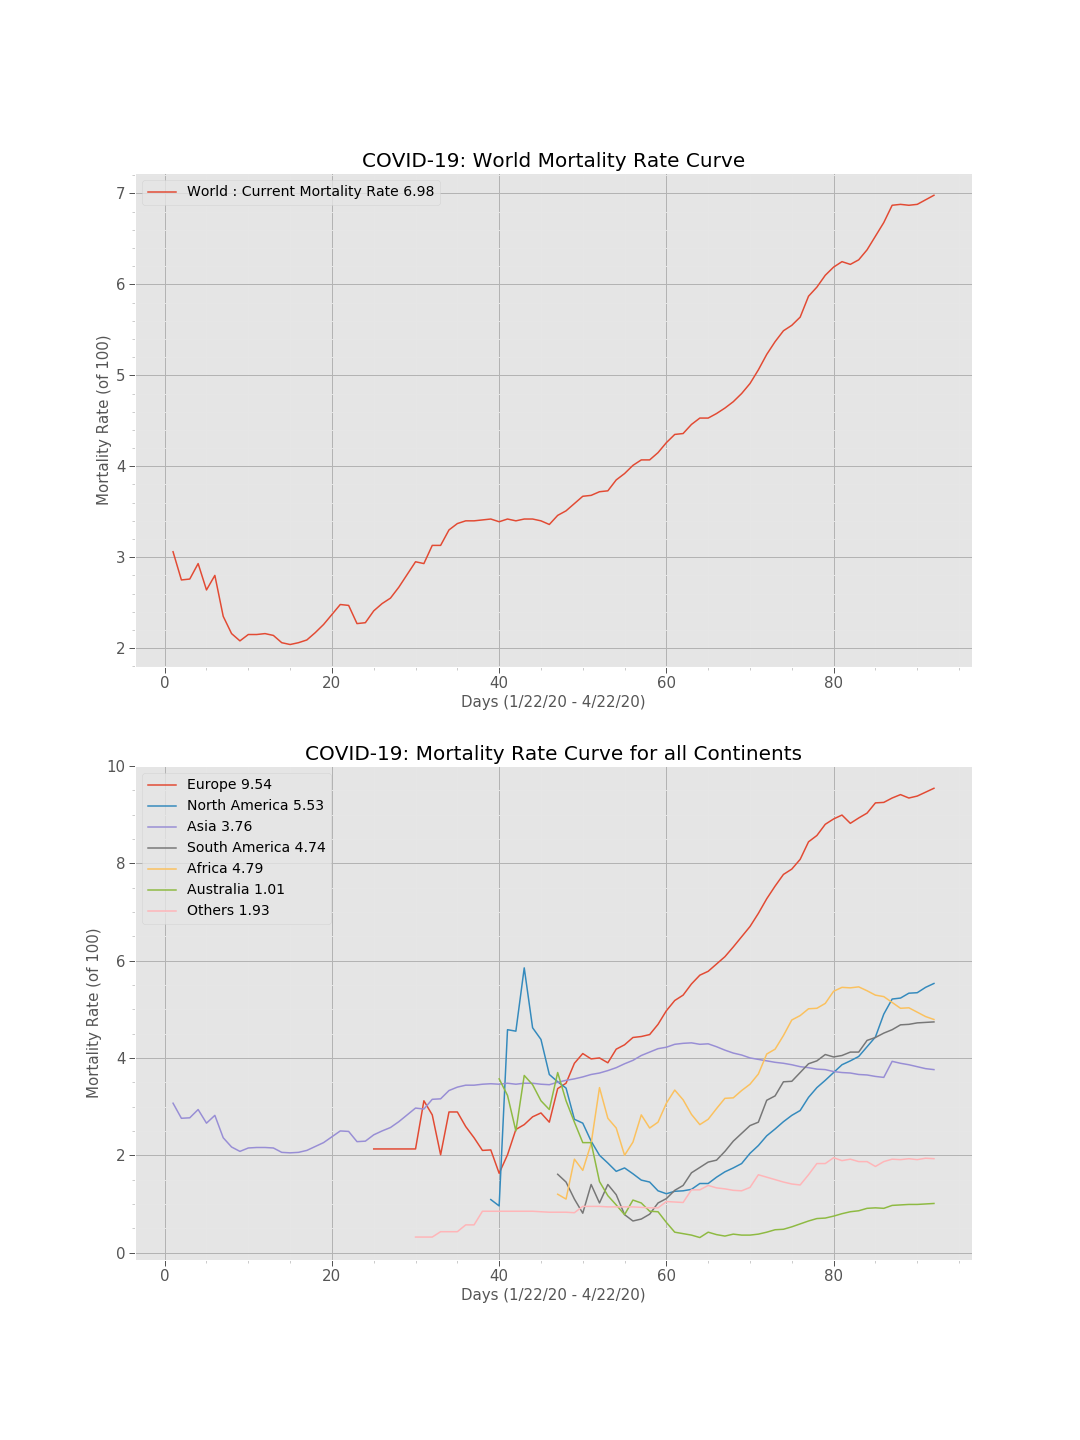 COVID-19: World Mortality Rate Curve
World : Current Mortality Rate 6.98
7
6
5
4
3
2
Mortality Rate (of 100)
0 20 40 60 80
Days (1/22/20 - 4/22/20)
COVID-19: Mortality Rate Curve for all Continents
Europe 9.54
North America 5.53
Asia 3.76
South America 4.74
Africa 4.79
Australia 1.01
Others 1.93
10
8
6
4
2
0
Mortality Rate (of 100)
0 20 40 60 80
Days (1/22/20 - 4/22/20)